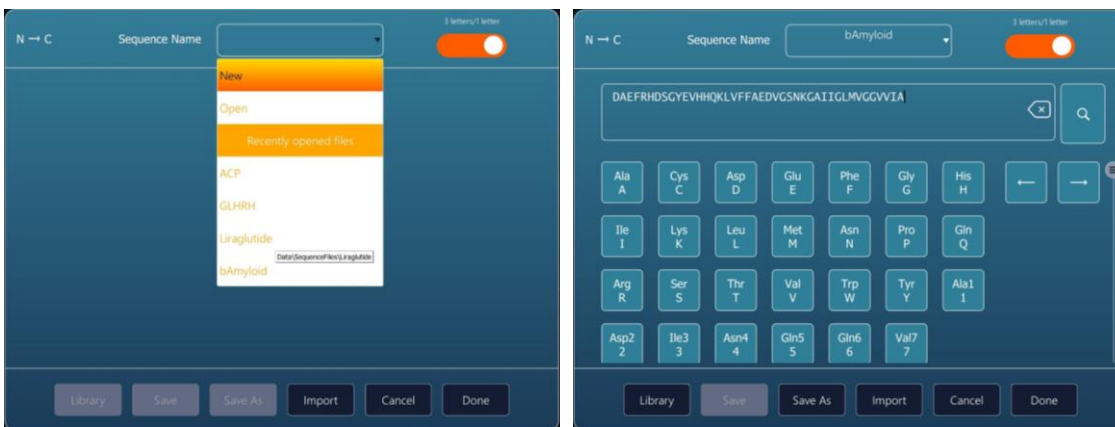 3 letters/1 letter
N → C
Sequence Name
New
Open
Recently opened files
ACP
GLHRH
Liraglutide
Data\SequenceFiles\Liraglutide
bAmyloid
Library
Save
Save As
Import
Cancel
Done
3 letters/1 letter
N → C
Sequence Name
bAmyloid
DAEFRHDSGYEVHHQKLVFFAEDVGSNKGAIIGLMVGGVVIA
Ala Cys Asp Glu Phe Gly His
A C D E F G H
← →
Ile Lys Leu Met Asn Pro Gln
I K L M N P Q
Arg Ser Thr Val Trp Tyr Ala1
R S T V W Y 1
Asp2 Ile3 Asn4 Gln5 Gln6 Val7
2 3 4 5 6 7
Library
Save
Save As
Import
Cancel
Done